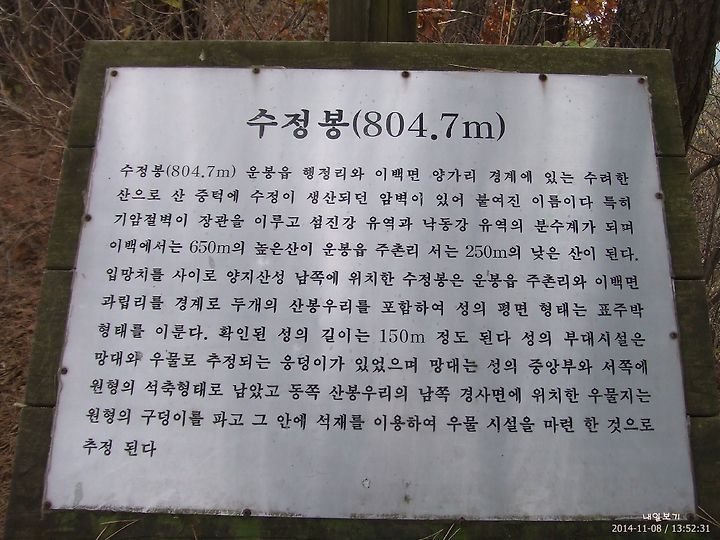 수정봉(804.7m)
수정봉(804.7m) 운봉읍 행정리와 이백면 양가리 경계에 있는 수려한
산으로 산 중턱에 수정이 생산되던 암벽이 있어 붙여진 이름이다 특히
기암절벽이 장관을 이루고 섬진강 유역과 낙동강 유역의 분수계가 되며
이백에서는 650m의 높은산이 운봉읍 주촌리 서는 250m의 낮은 산이 된다.
입망치를 사이로 양지산성 남쪽에 위치한 수정봉은 운봉읍 주촌리와 이백면
과립리를 경계로 두개의 산봉우리를 포함하여 성의 평면 형태는 표주박
형태를 이룬다. 확인된 성의 길이는 150m 정도 된다 성의 부대시설은
망대와 우물로 추정되는 웅덩이가 있었으며 망대는 성의 중앙부와 서쪽에
원형의 석축형태로 남았고 동쪽 산봉우리의 남쪽 경사면에 위치한 우물지는
원형의 구덩이를 파고 그 안에 석재를 이용하여 우물 시설을 마련 한 것으로
추정 된다
내일보기
2014-11-08 / 13:52:31